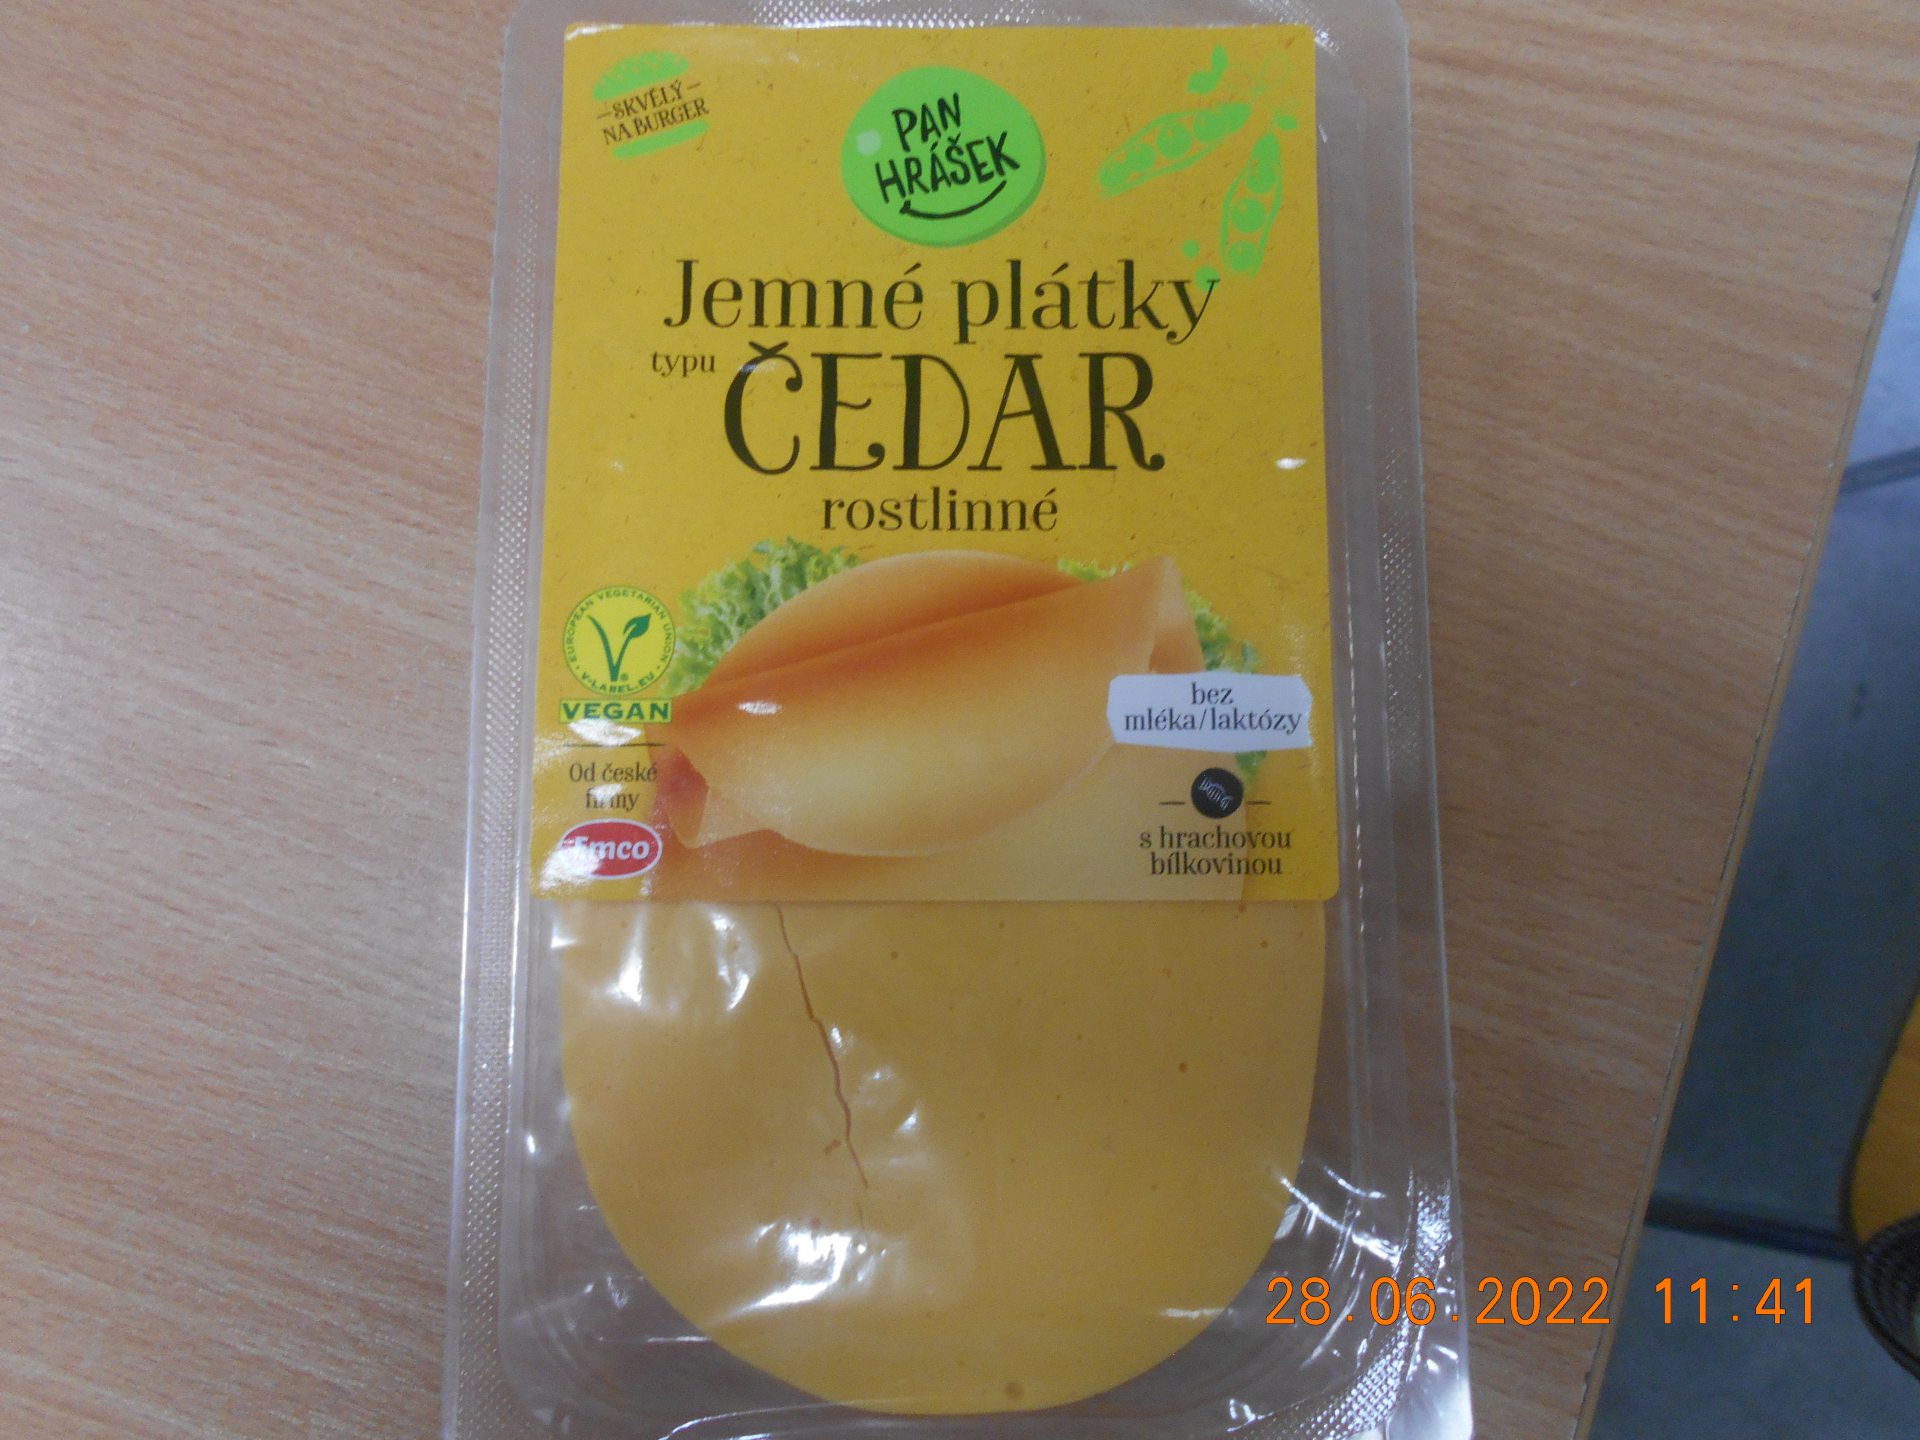 SKVĚLÝ
NA BURGER
PAN
HRÁŠEK
Jemné plátky
typu ČEDAR
rostlinné
EUROPEAN VEGETARIAN UNION
V-LABEL.EU
VEGAN
bez
mléka/laktózy
Od české
firmy
Emco
s hrachovou
bílkovinou
28.06.2022 11:41